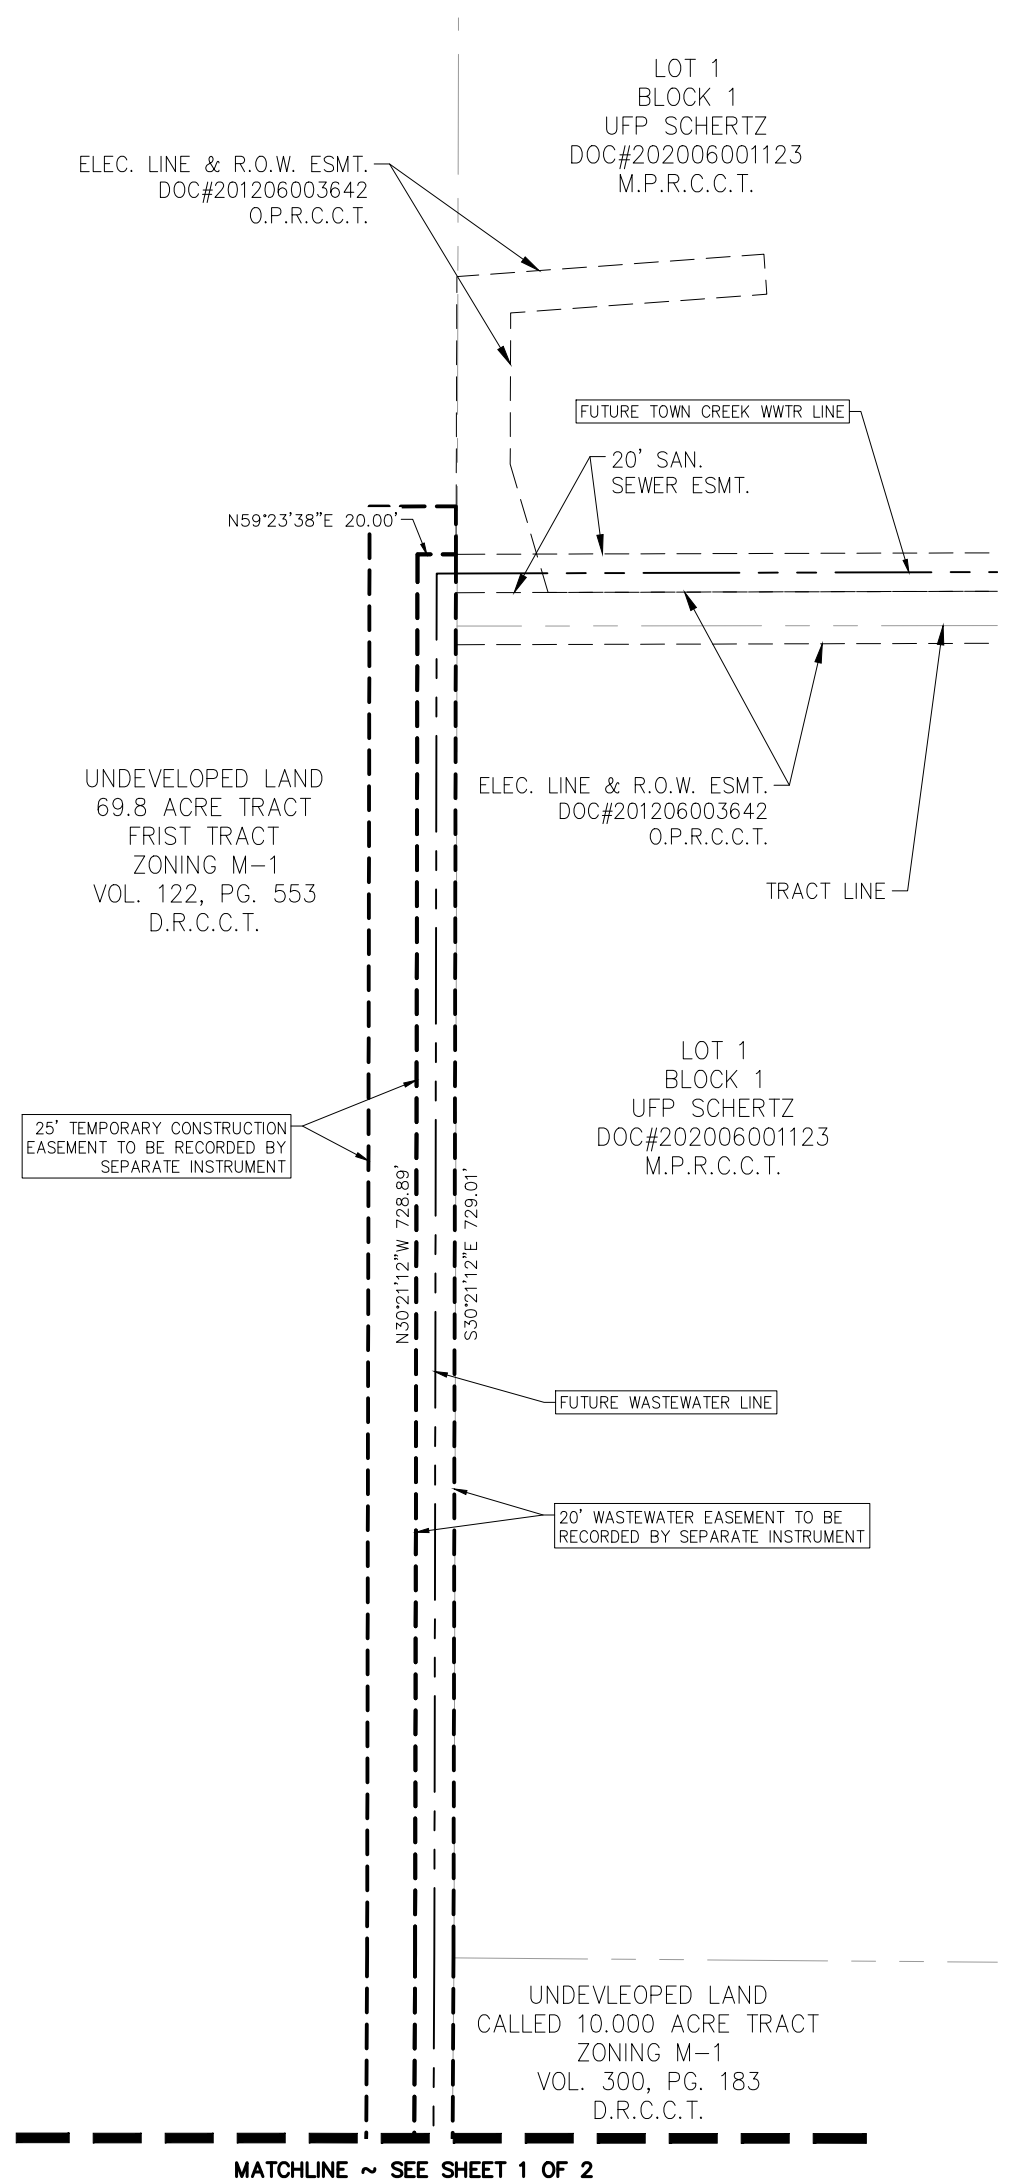 LOT 1
BLOCK 1
UFP SCHERTZ
DOC#202006001123
M.P.R.C.C.T.
ELEC. LINE & R.O.W. ESMT.
DOC#201206003642
O.P.R.C.C.T.
FUTURE TOWN CREEK WWTR LINE
20' SAN.
SEWER ESMT.
N59°23'38"E 20.00'
UNDEVELOPED LAND
69.8 ACRE TRACT
FRIST TRACT
ZONING M-1
VOL. 122, PG. 553
D.R.C.C.T.
ELEC. LINE & R.O.W. ESMT.
DOC#201206003642
O.P.R.C.C.T.
TRACT LINE
LOT 1
BLOCK 1
UFP SCHERTZ
DOC#202006001123
M.P.R.C.C.T.
25' TEMPORARY CONSTRUCTION
EASEMENT TO BE RECORDED BY
SEPARATE INSTRUMENT
N30°21'12"W 728.89'
S30°21'12"E 729.01'
FUTURE WASTEWATER LINE
20' WASTEWATER EASEMENT TO BE
RECORDED BY SEPARATE INSTRUMENT
UNDEVLEOPED LAND
CALLED 10.000 ACRE TRACT
ZONING M-1
VOL. 300, PG. 183
D.R.C.C.T.
MATCHLINE ~ SEE SHEET 1 OF 2